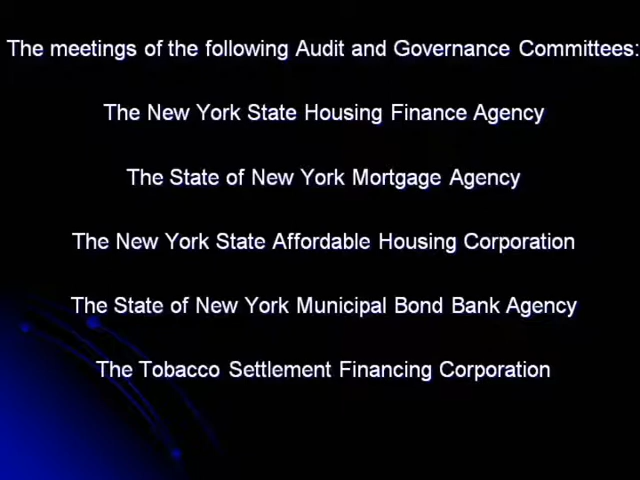 The meetings of the following Audit and Governance Committees:
The New York State Housing Finance Agency
The State of New York Mortgage Agency
The New York State Affordable Housing Corporation
The State of New York Municipal Bond Bank Agency
The Tobacco Settlement Financing Corporation